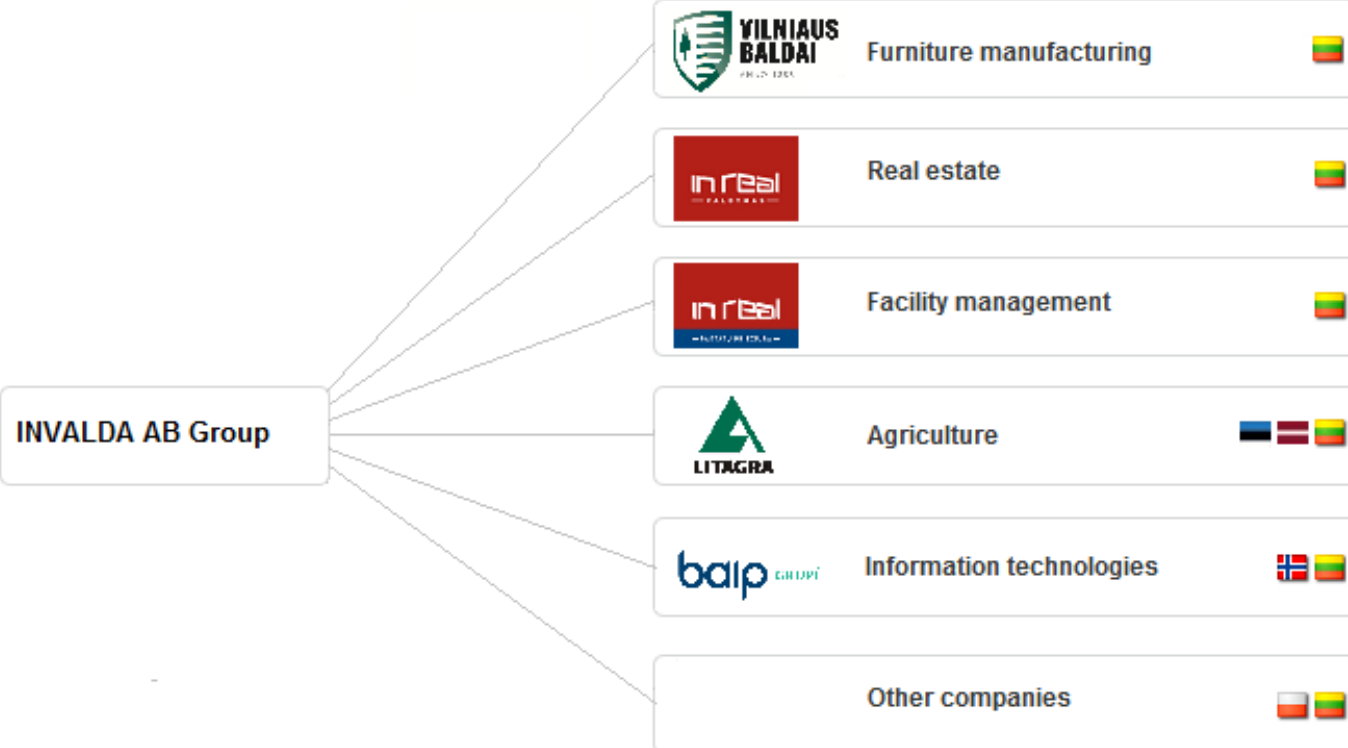 VILNIAUS
BALDAI
Furniture manufacturing
in real
Real estate
in real
Facility management
INVALDA AB Group
LITAGRA
Agriculture
baip
Information technologies
Other companies